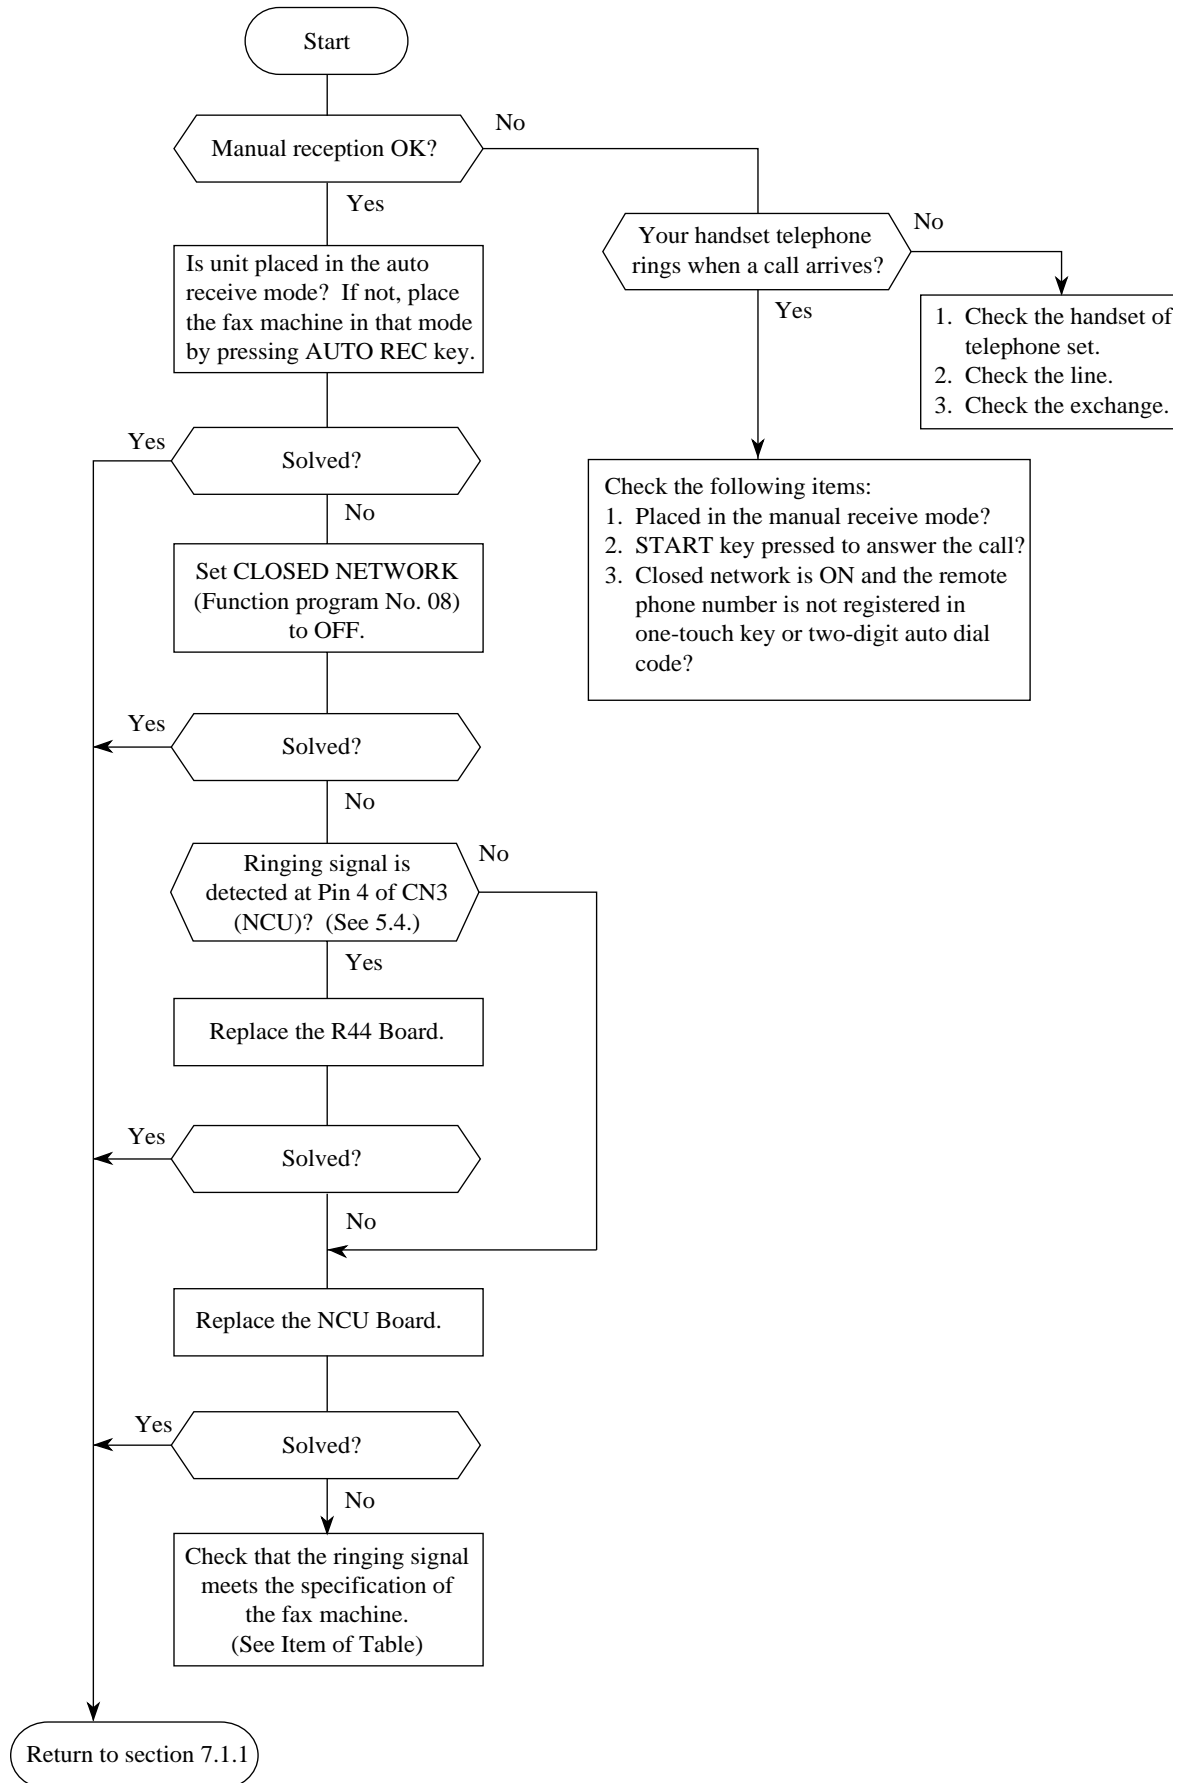 Start
Manual reception OK?
No
Yes
Your handset telephone
rings when a call arrives?
No
Yes
Is unit placed in the auto
receive mode?  If not, place
the fax machine in that mode
by pressing AUTO REC key.
1.  Check the handset of
telephone set.
2.  Check the line.
3.  Check the exchange.
Yes
Solved?
No
Check the following items:
1.  Placed in the manual receive mode?
2.  START key pressed to answer the call?
3.  Closed network is ON and the remote
phone number is not registered in
one-touch key or two-digit auto dial
code?
Set CLOSED NETWORK
(Function program No. 08)
to OFF.
Yes
Solved?
No
Ringing signal is
detected at Pin 4 of CN3
(NCU)?  (See 5.4.)
No
Yes
Replace the R44 Board.
Yes
Solved?
No
Replace the NCU Board.
Yes
Solved?
No
Check that the ringing signal
meets the specification of
the fax machine.
(See Item of Table)
Return to section 7.1.1